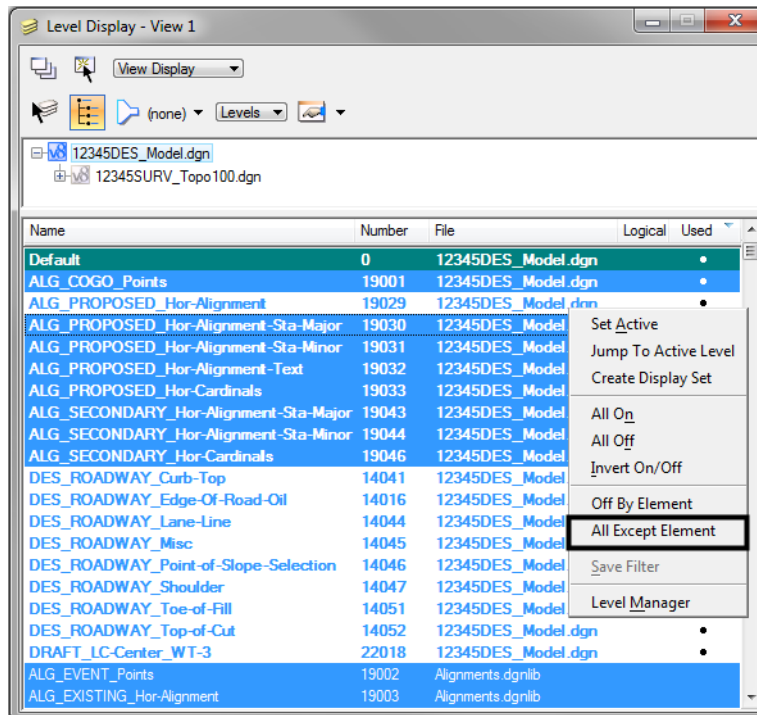 Level Display - View 1
View Display
(none) Levels
12345DES_Model.dgn
12345SURV_Topo100.dgn
Name Number File Logical Used
Default 0 12345DES_Model.dgn
ALG_COGO_Points 19001 12345DES_Model.dgn
ALG_PROPOSED_Hor-Alignment 19029 12345DES_Model.dgn
ALG_PROPOSED_Hor-Alignment-Sta-Major 19030 12345DES_Model
ALG_PROPOSED_Hor-Alignment-Sta-Minor 19031 12345DES_Model
ALG_PROPOSED_Hor-Alignment-Text 19032 12345DES_Model
ALG_PROPOSED_Hor-Cardinals 19033 12345DES_Model
ALG_SECONDARY_Hor-Alignment-Sta-Major 19043 12345DES_Model
ALG_SECONDARY_Hor-Alignment-Sta-Minor 19044 12345DES_Model
ALG_SECONDARY_Hor-Cardinals 19046 12345DES_Model
DES_ROADWAY_Curb-Top 14041 12345DES_Model
DES_ROADWAY_Edge-Of-Road-Oil 14016 12345DES_Model
DES_ROADWAY_Lane-Line 14044 12345DES_Model
DES_ROADWAY_Misc 14045 12345DES_Model
DES_ROADWAY_Point-of-Slope-Selection 14046 12345DES_Model
DES_ROADWAY_Shoulder 14047 12345DES_Model
DES_ROADWAY_Toe-of-Fill 14051 12345DES_Model
DES_ROADWAY_Top-of-Cut 14052 12345DES_Model.dgn
DRAFT_LC-Center_WT-3 22018 12345DES_Model.dgn
ALG_EVENT_Points 19002 Alignments.dgnlib
ALG_EXISTING_Hor-Alignment 19003 Alignments.dgnlib
Set Active
Jump To Active Level
Create Display Set
All On
All Off
Invert On/Off
Off By Element
All Except Element
Save Filter
Level Manager